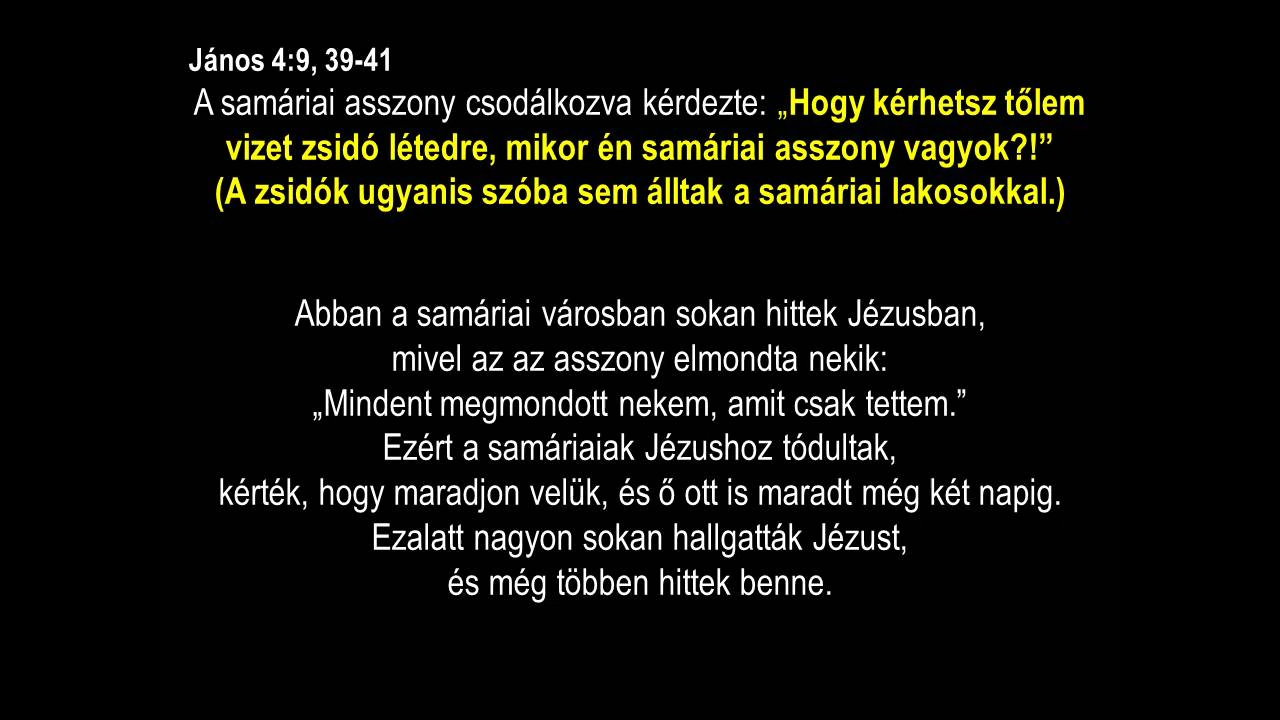 János 4:9, 39-41
A samáriai asszony csodálkozva kérdezte: „Hogy kérhetsz tőlem
vizet zsidó létedre, mikor én samáriai asszony vagyok?!”
(A zsidók ugyanis szóba sem álltak a samáriai lakosokkal.)
Abban a samáriai városban sokan hittek Jézusban,
mivel az az asszony elmondta nekik:
„Mindent megmondott nekem, amit csak tettem.”
Ezért a samáriaiak Jézushoz tódultak,
kérték, hogy maradjon velük, és ő ott is maradt még két napig.
Ezalatt nagyon sokan hallgatták Jézust,
és még többen hittek benne.